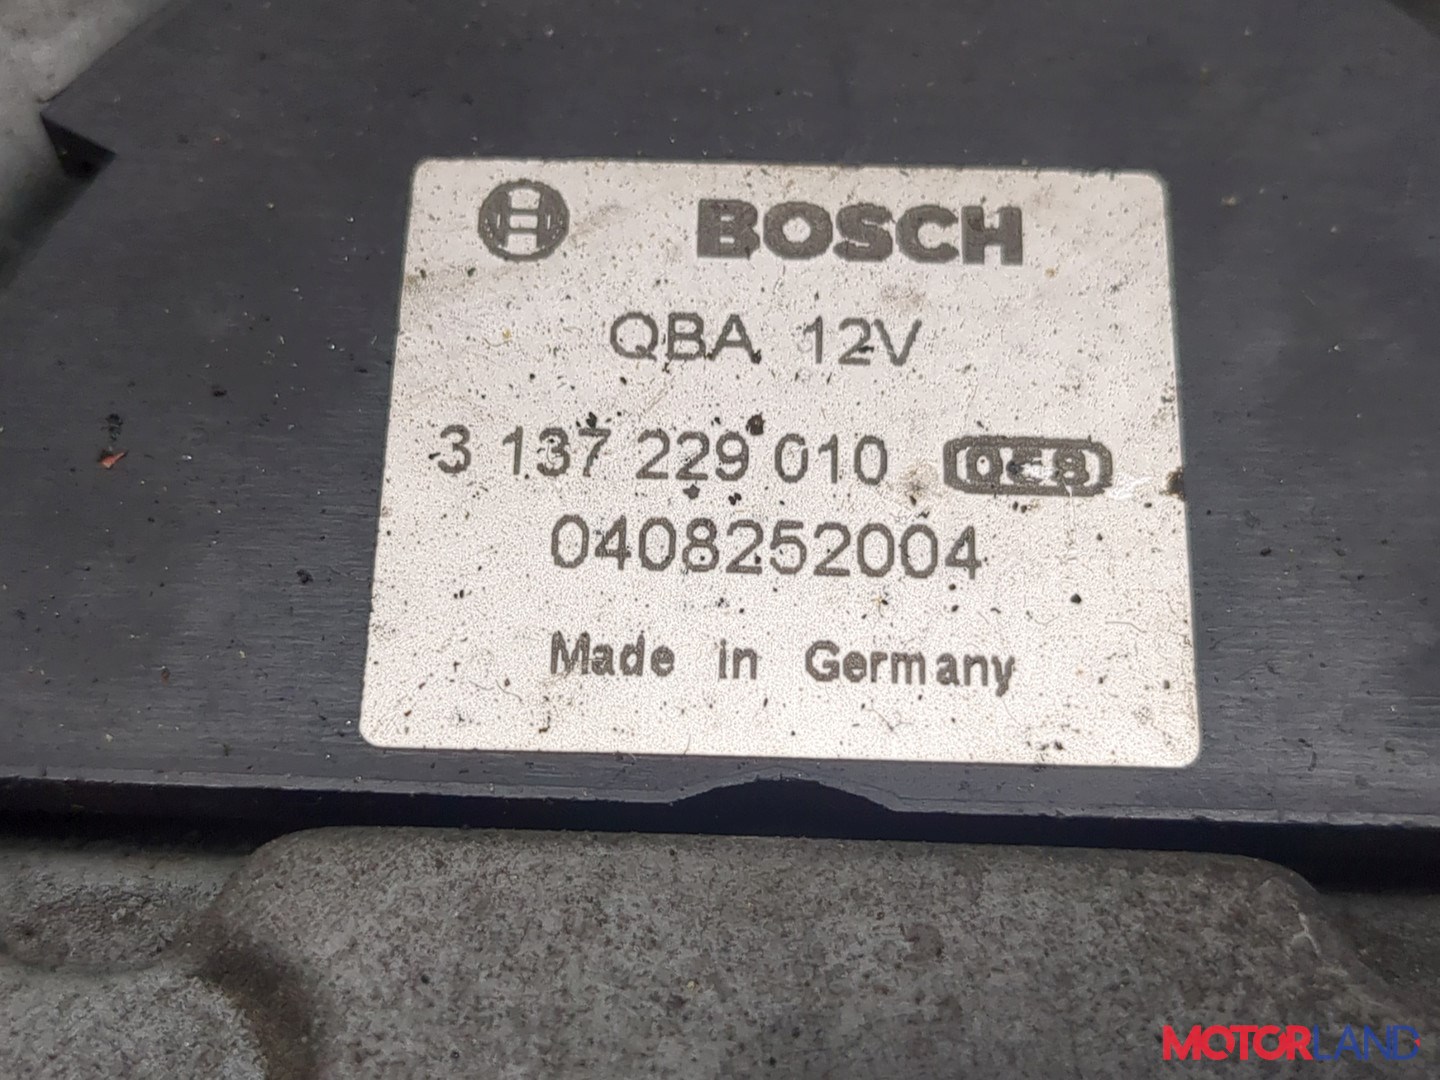 BOSCH
QBA 12V
3 137 229 010
0408252004
Made in Germany
MOTORLAND